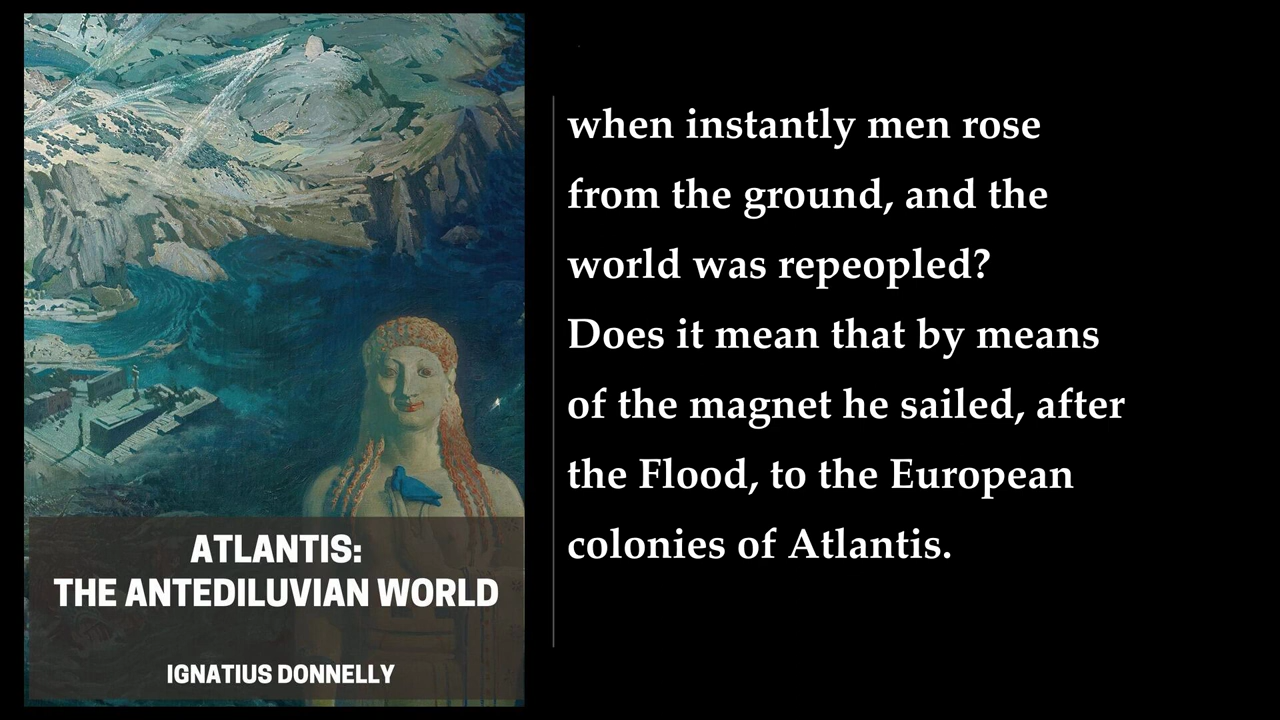 when instantly men rose
from the ground, and the
world was repeopled?
Does it mean that by means
of the magnet he sailed, after
the Flood, to the European
colonies of Atlantis.
ATLANTIS:
THE ANTEDILUVIAN WORLD
IGNATIUS DONNELLY